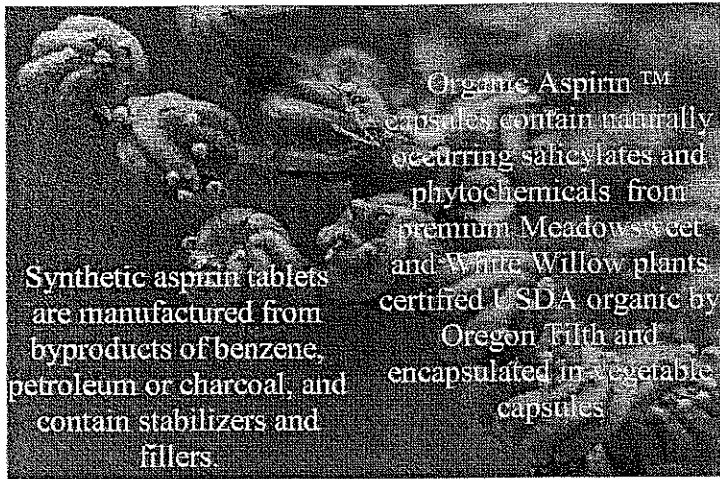 Organic Aspirin ™
capsules contain naturally
occurring salicylates and
phytochemicals from
premium Meadowsweet
and White Willow plants
certified USDA organic by
Oregon Tilth and
encapsulated in vegetable
capsules
Synthetic aspirin tablets
are manufactured from
byproducts of benzene,
petroleum or charcoal, and
contain stabilizers and
fillers.